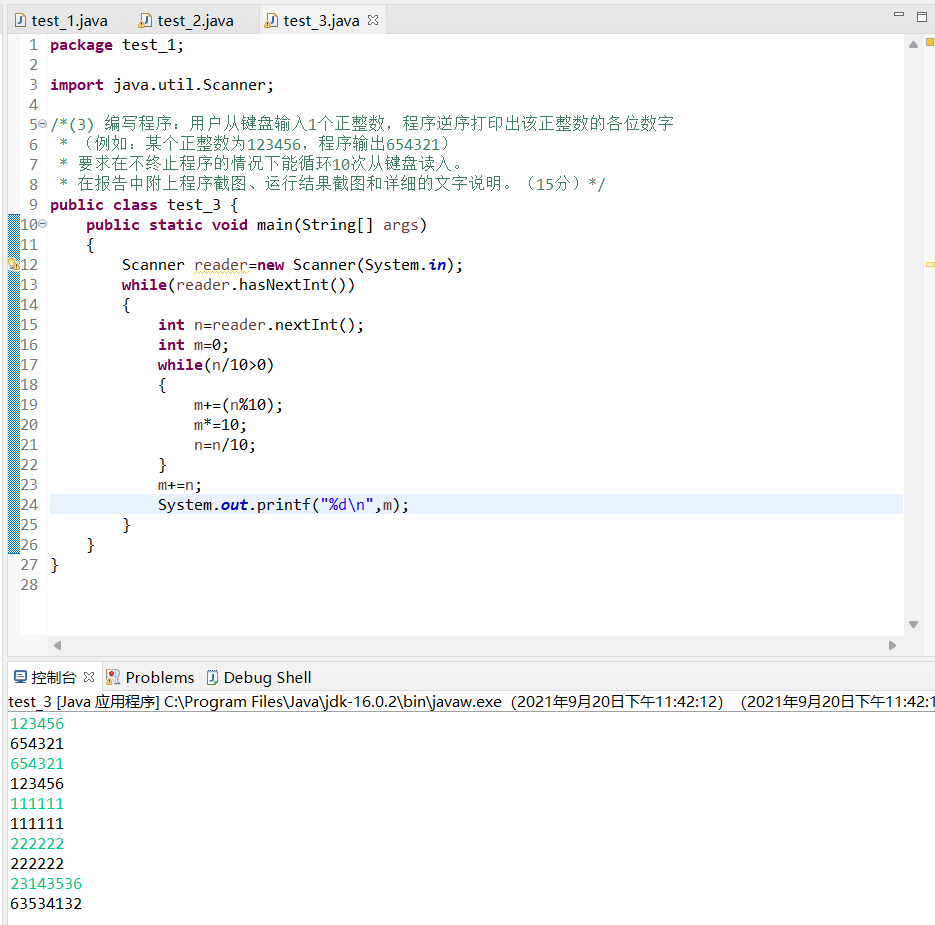 test_1.java test_2.java test_3.java
1 package test_1;
2
3 import java.util.Scanner;
4
5 /*(3) 编写程序：用户从键盘输入1个正整数，程序逆序打印出该正整数的各位数字
6  * （例如：某个正整数为123456，程序输出654321）
7  * 要求在不终止程序的情况下能循环10次从键盘读入。
8  * 在报告中附上程序截图、运行结果截图和详细的文字说明。（15分）*/
9 public class test_3 {
10     public static void main(String[] args)
11     {
12         Scanner reader=new Scanner(System.in);
13         while(reader.hasNextInt())
14         {
15             int n=reader.nextInt();
16             int m=0;
17             while(n/10>0)
18             {
19                 m+=(n%10);
20                 m*=10;
21                 n=n/10;
22             }
23             m+=n;
24             System.out.printf("%d\n",m);
25         }
26     }
27 }
28
控制台 Problems Debug Shell
test_3 [Java 应用程序] C:\Program Files\Java\jdk-16.0.2\bin\javaw.exe（2021年9月20日下午11:42:12）（2021年9月20日下午11:42:1
123456
654321
654321
123456
111111
111111
222222
222222
23143536
63534132